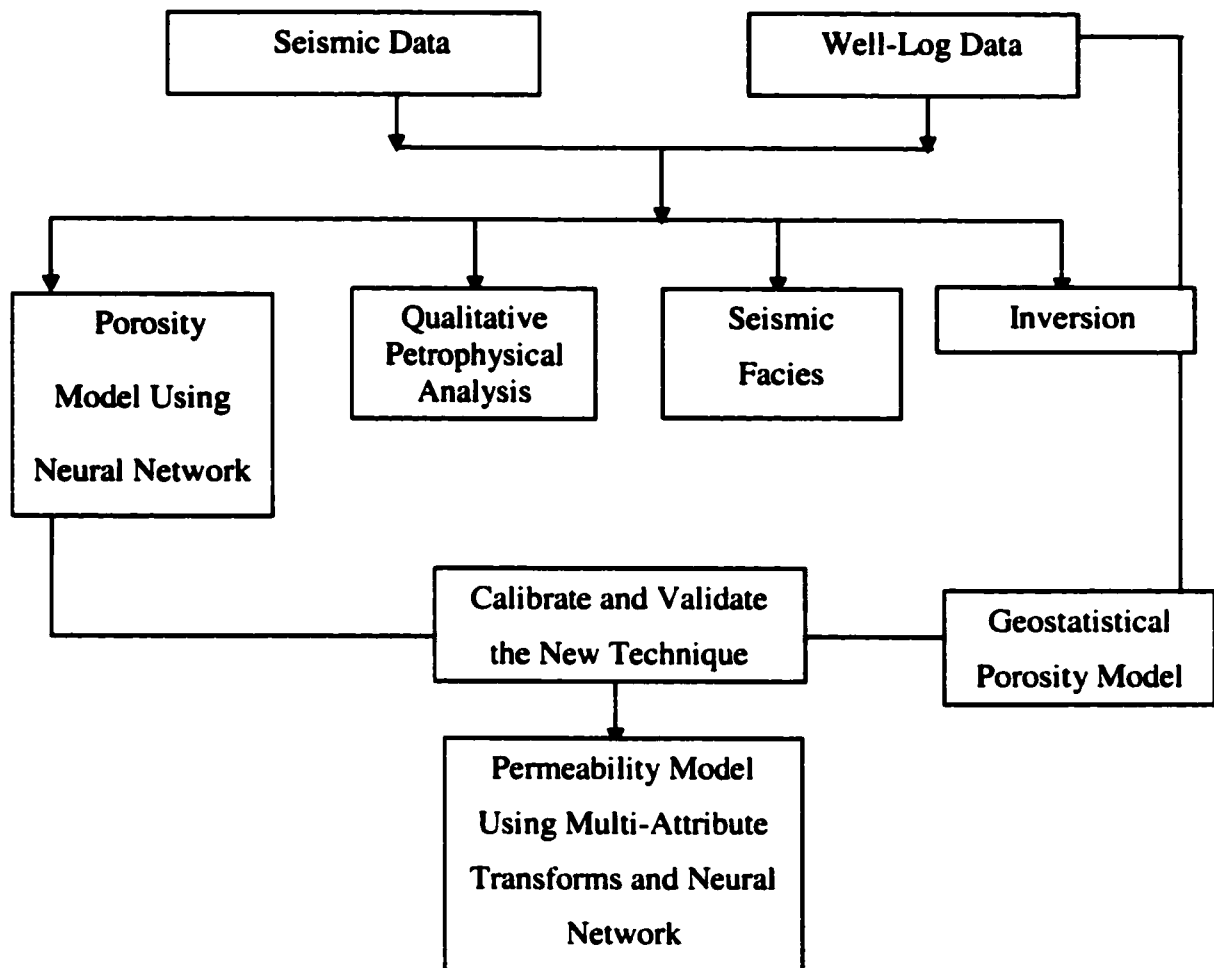 Seismic Data
Well-Log Data
Porosity
Model Using
Neural Network
Qualitative
Petrophysical
Analysis
Seismic
Facies
Inversion
Calibrate and Validate
the New Technique
Geostatistical
Porosity Model
Permeability Model
Using Multi-Attribute
Transforms and Neural
Network